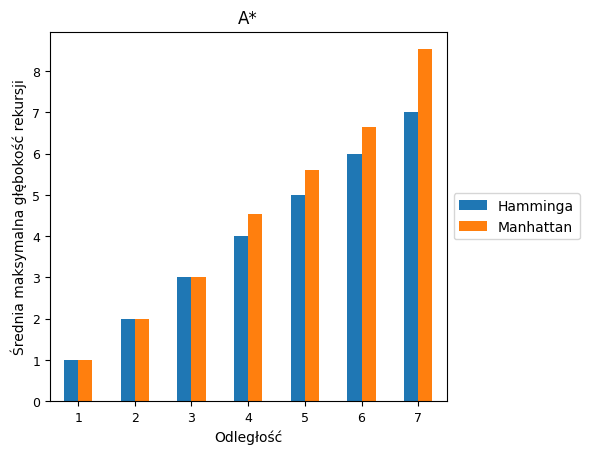 A*
Średnia maksymalna głębokość rekursji
8
7
6
5
4
3
2
1
0
1 2 3 4 5 6 7
Odległość
Hamminga
Manhattan